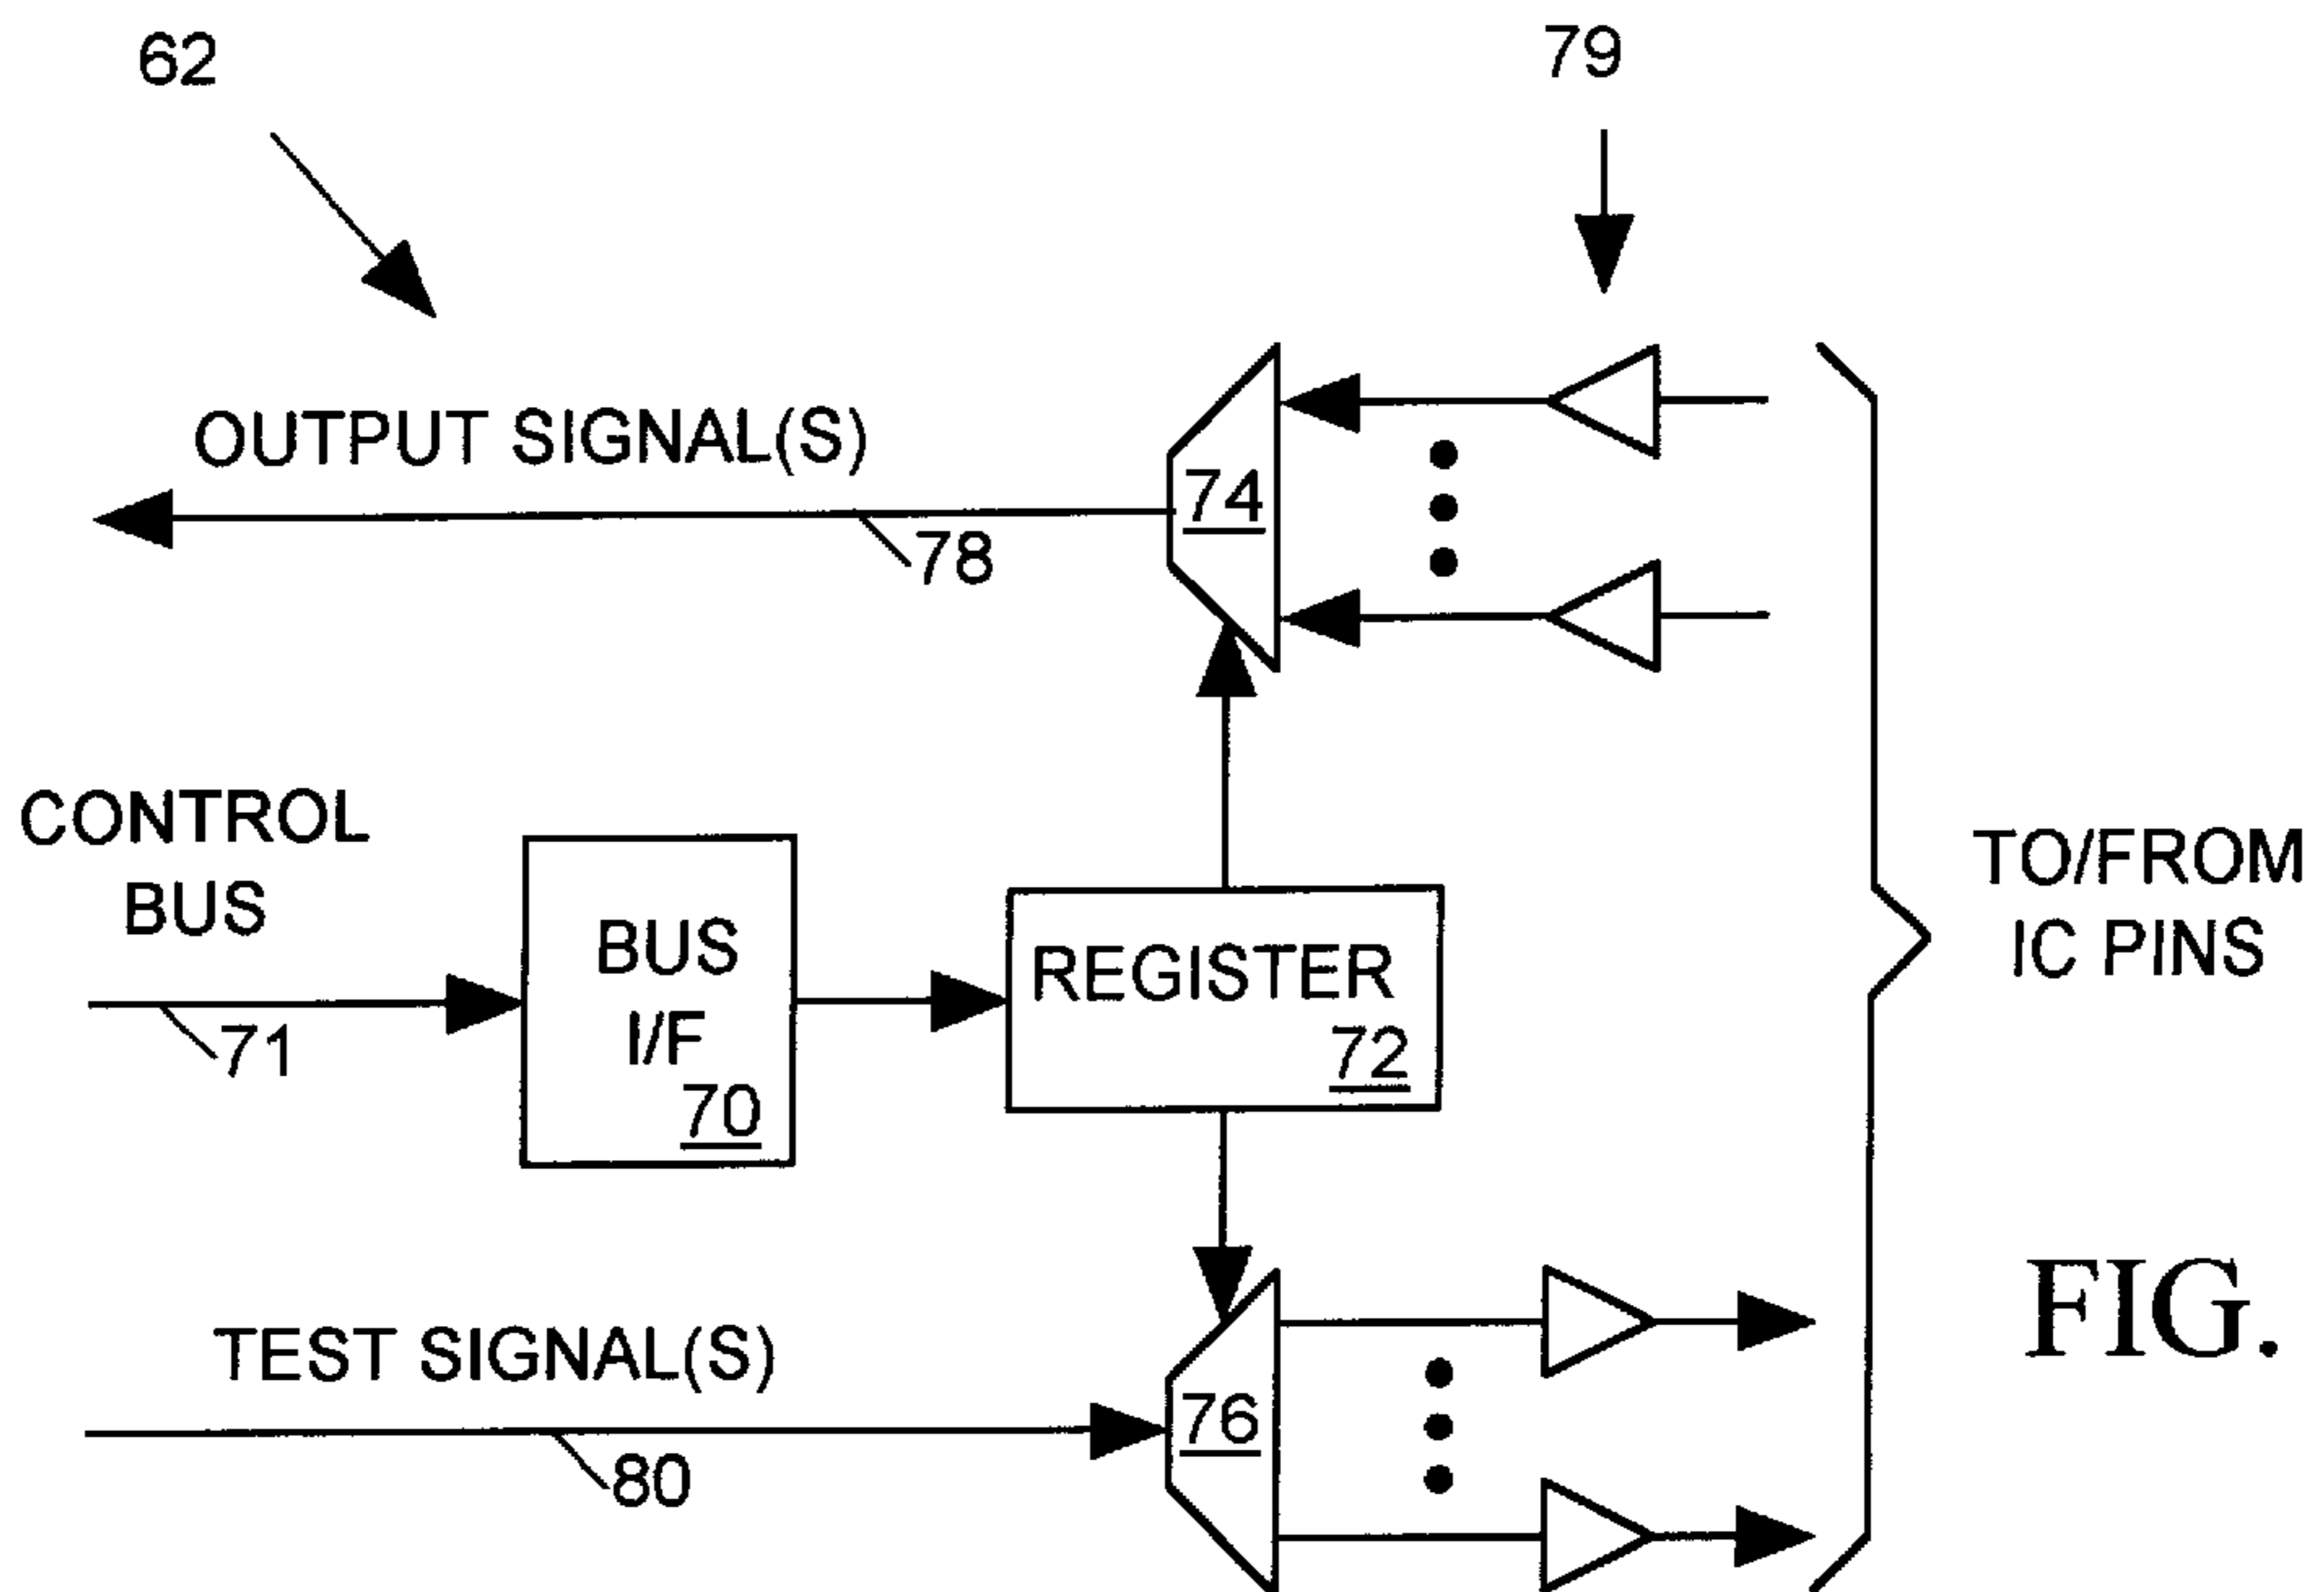 62
79
OUTPUT SIGNAL(S)
74
78
CONTROL
BUS
TO/FROM
IC PINS
BUS
I/F
70
REGISTER
72
71
FIG.
TEST SIGNAL(S)
76
80